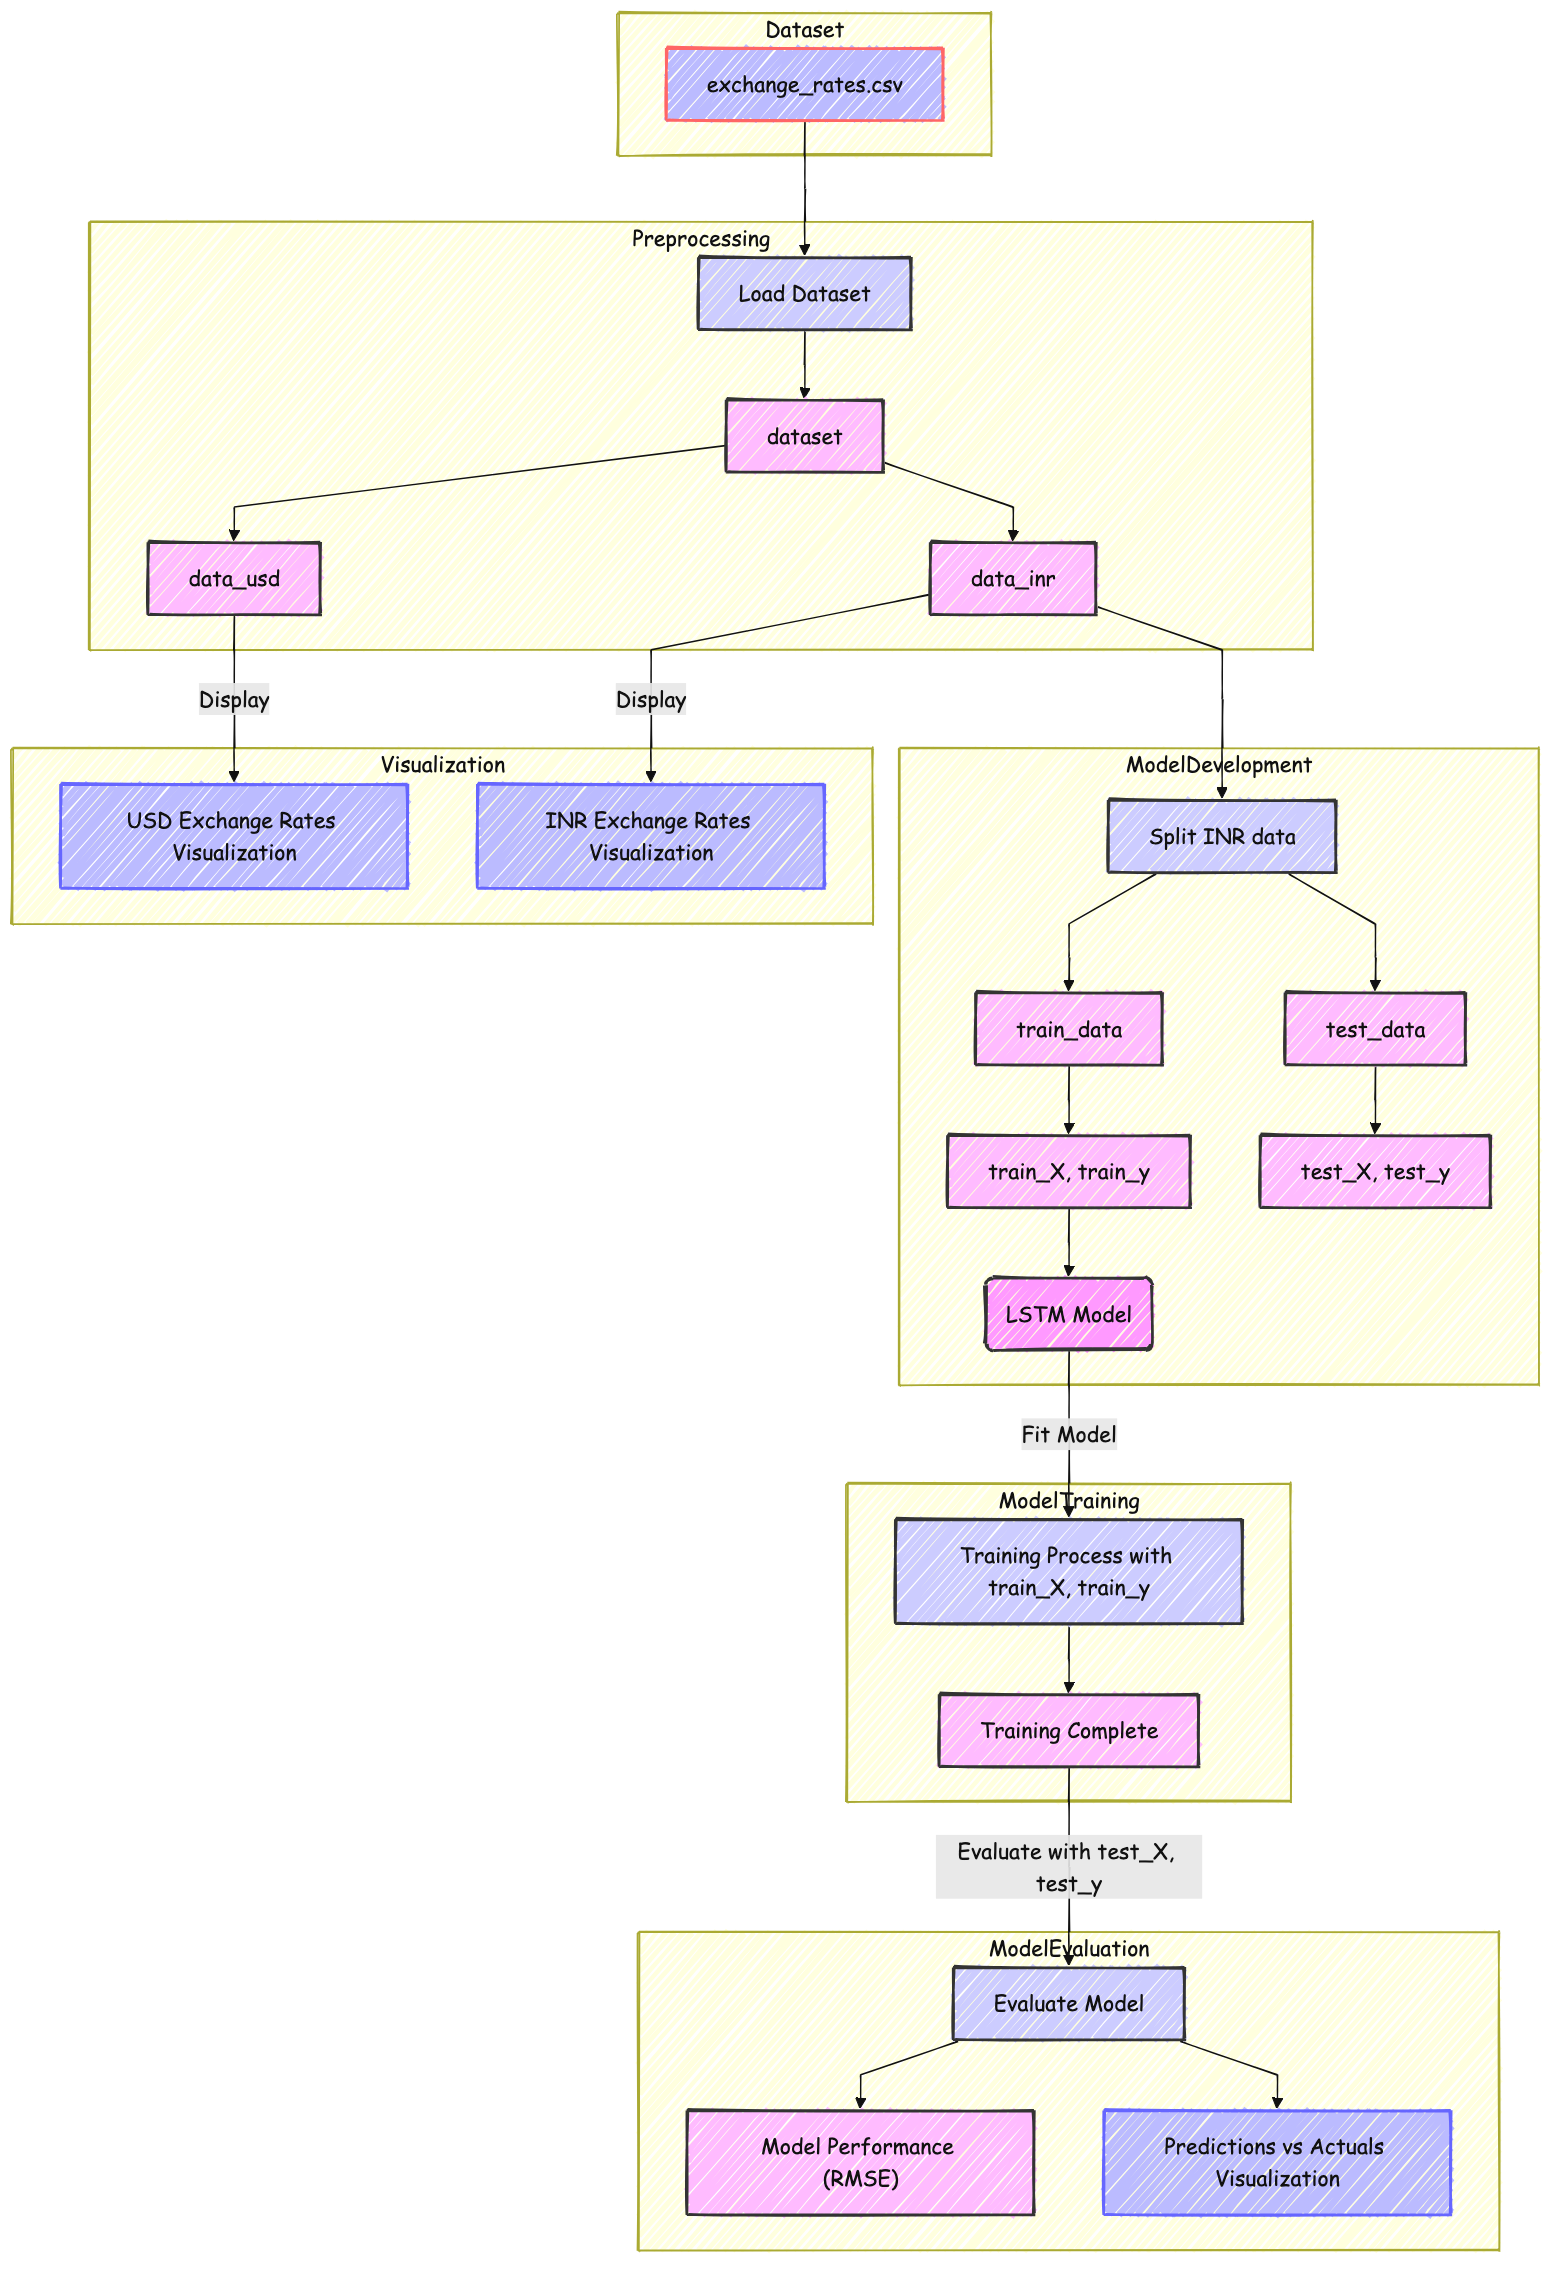 Dataset
exchange_rates.csv
Preprocessing
Load Dataset
dataset
data_usd
data_inr
Display
Display
Visualization
USD Exchange Rates
Visualization
INR Exchange Rates
Visualization
ModelDevelopment
Split INR data
train_data
test_data
train_X, train_y
test_X, test_y
LSTM Model
Fit Model
ModelTraining
Training Process with
train_X, train_y
Training Complete
Evaluate with test_X,
test_y
ModelEvaluation
Evaluate Model
Model Performance
(RMSE)
Predictions vs Actuals
Visualization